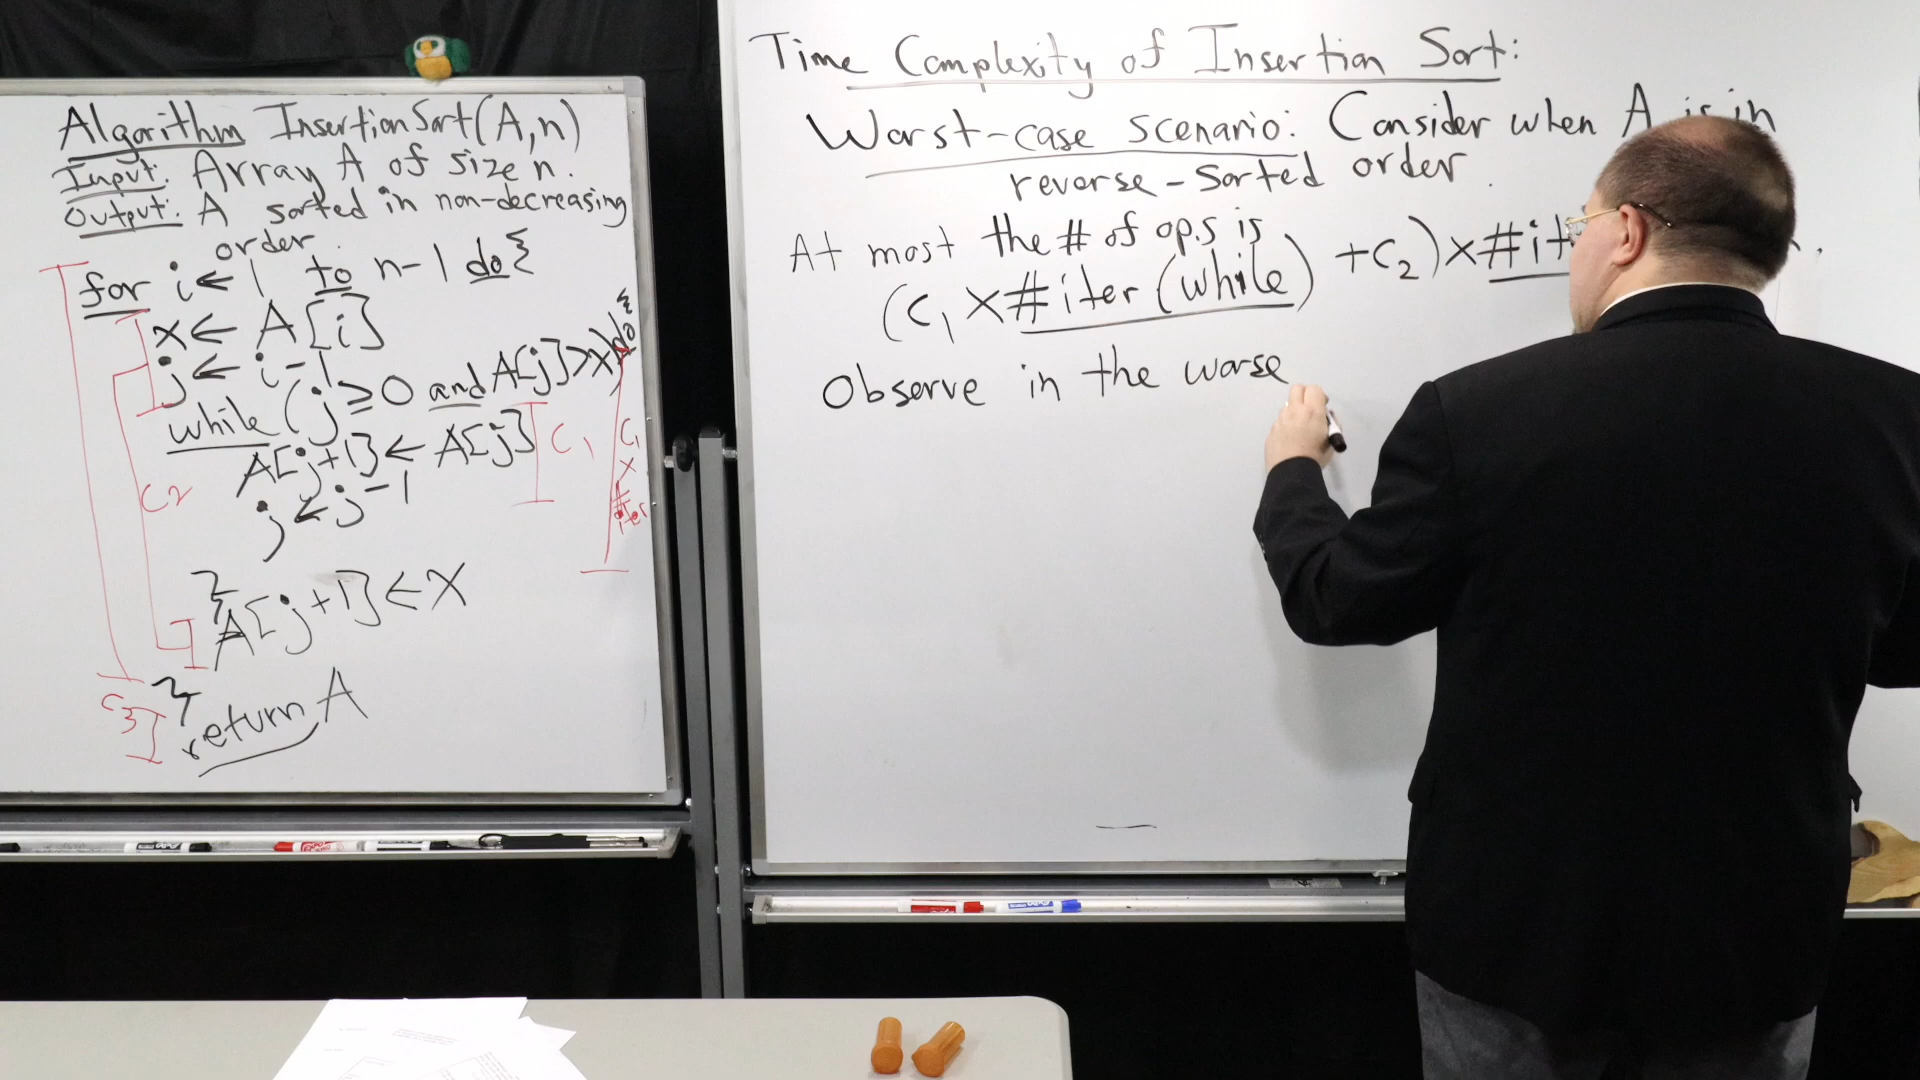 Algorithm InsertionSort(A,n)
Input: Array A of size n.
Output: A sorted in non-decreasing
order.
for i ← 1 to n-1 do {
x ← A[i]
j ← i-1
while (j ≥ 0 and A[j] > x) do {
A[j+1] ← A[j]
j ← j-1
}
A[j+1] ← x
}
return A
C1
C1 x # iter
C2
C3
Time Complexity of Insertion Sort:
Worst-case scenario: Consider when A is in
reverse-sorted order.
At most the # of op.s is
(C1 x #iter (while) + C2) x #it
Observe in the worse